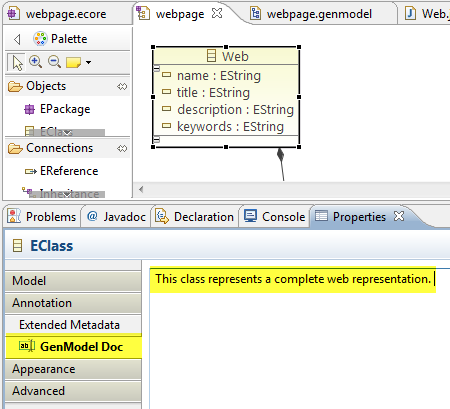 webpage.ecore
webpage
webpage.genmodel
Web.j
Palette
Objects
EPackage
EClass
Connections
EReference
Inheritance
Web
name : EString
title : EString
description : EString
keywords : EString
Problems
@ Javadoc
Declaration
Console
Properties
EClass
Model
Annotation
Extended Metadata
GenModel Doc
Appearance
Advanced
This class represents a complete web representation.